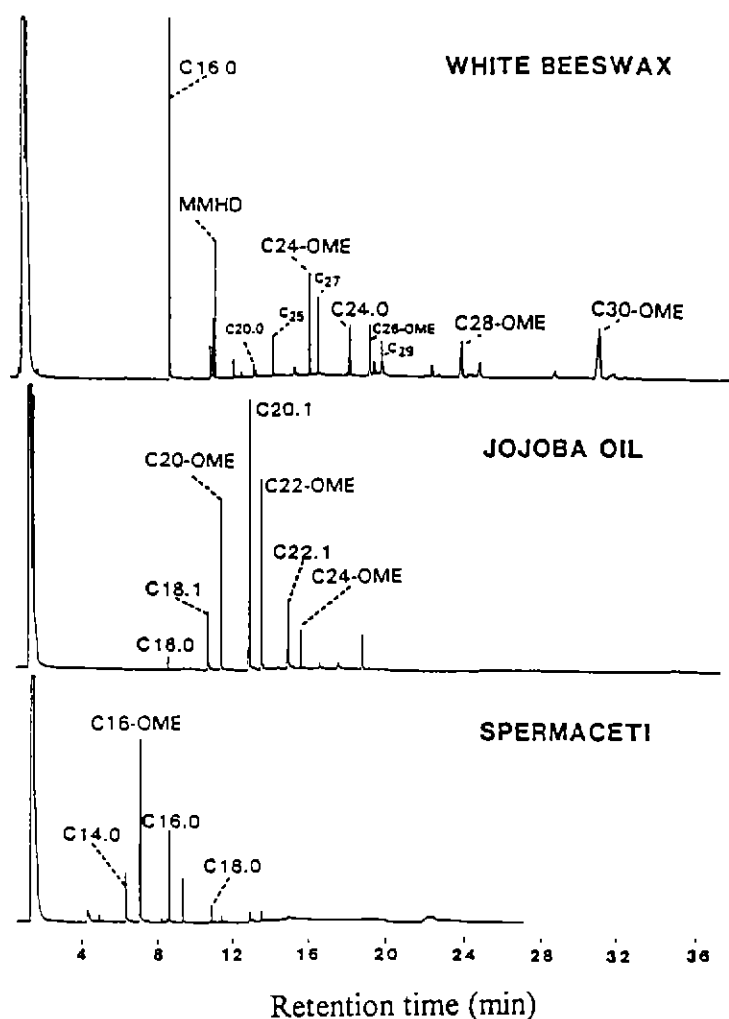 WHITE BEESWAX
C16.0
MMHD
C24-OME
C27
C25
C20.0
C24.0
C26-OME
C29
C28-OME
C30-OME
JOJOBA OIL
C20.1
C20-OME
C22-OME
C22.1
C24-OME
C18.1
C16.0
SPERMACETI
C16-OME
C14.0
C16.0
C18.0
4 8 12 16 20 24 28 32 36
Retention time (min)